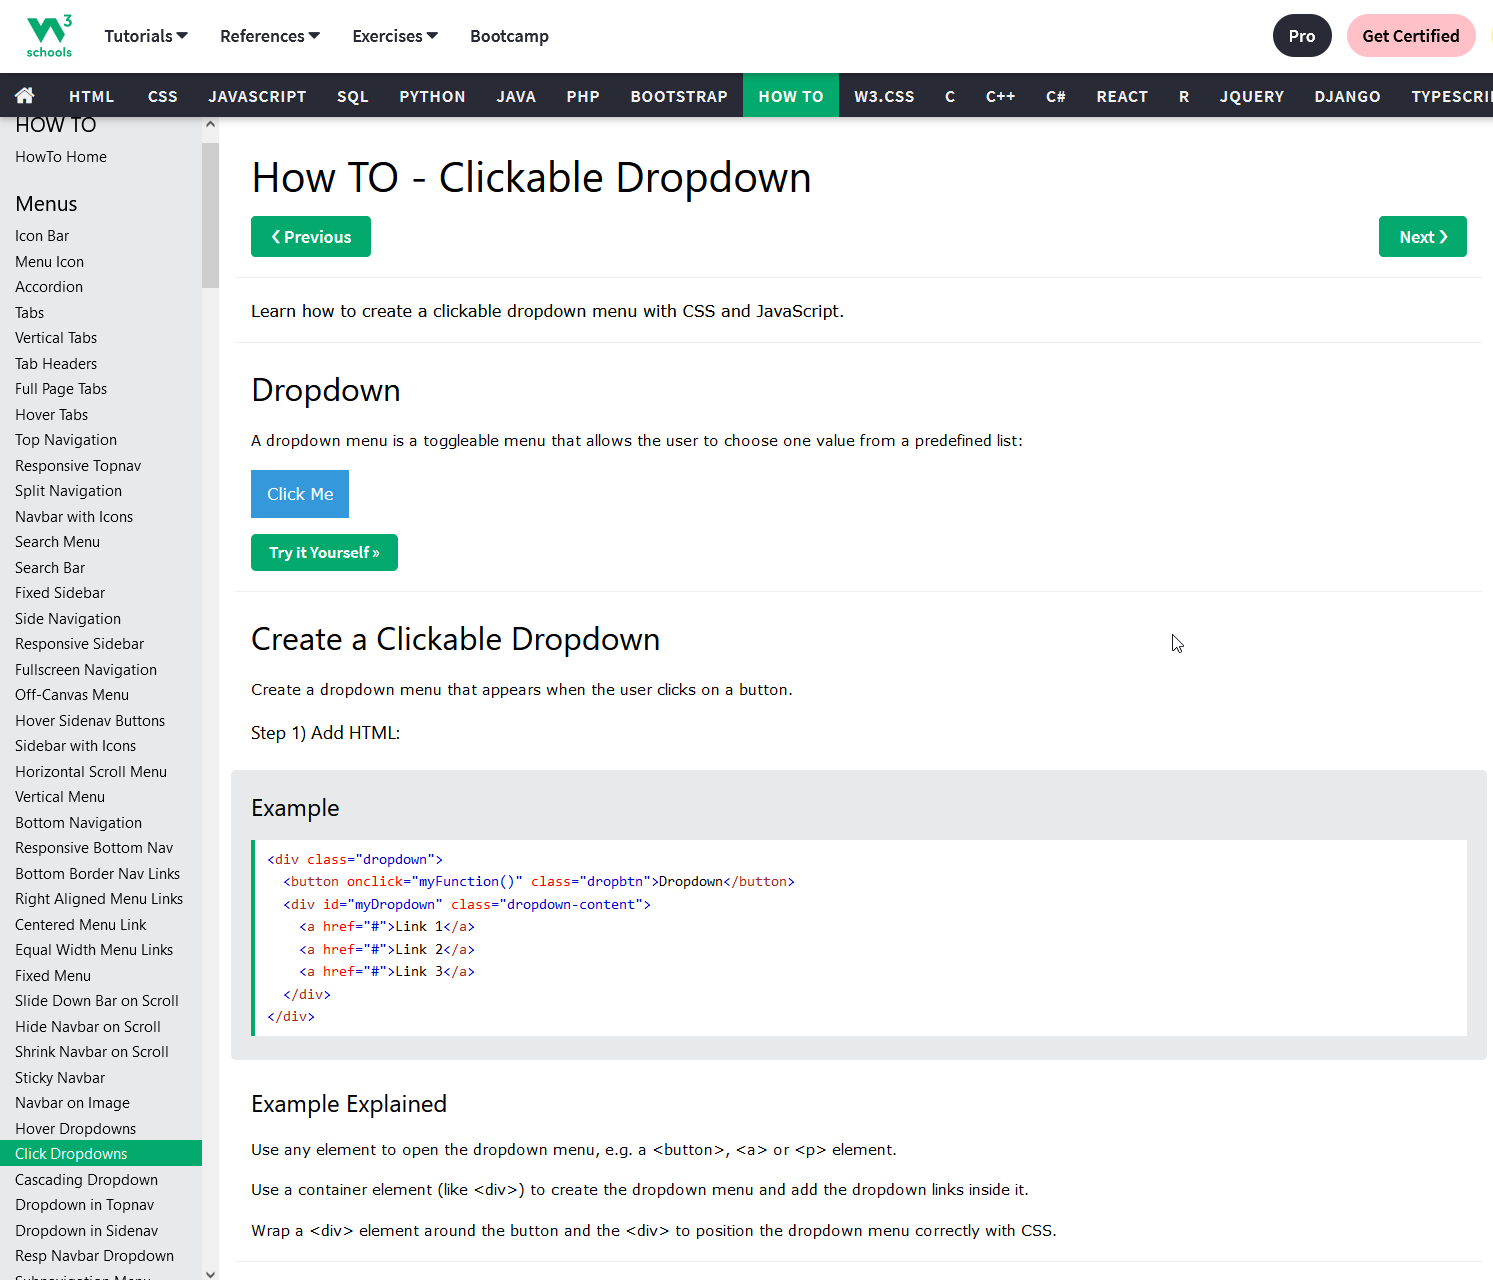 3
schools
Tutorials
References
Exercises
Bootcamp
Pro
Get Certified
HTML
CSS
JAVASCRIPT
SQL
PYTHON
JAVA
PHP
BOOTSTRAP
HOW TO
W3.CSS
C
C++
C#
REACT
R
JQUERY
DJANGO
TYPESCRI
HOW TO
HowTo Home
Menus
Icon Bar
Menu Icon
Accordion
Tabs
Vertical Tabs
Tab Headers
Full Page Tabs
Hover Tabs
Top Navigation
Responsive Topnav
Split Navigation
Navbar with Icons
Search Menu
Search Bar
Fixed Sidebar
Side Navigation
Responsive Sidebar
Fullscreen Navigation
Off-Canvas Menu
Hover Sidenav Buttons
Sidebar with Icons
Horizontal Scroll Menu
Vertical Menu
Bottom Navigation
Responsive Bottom Nav
Bottom Border Nav Links
Right Aligned Menu Links
Centered Menu Link
Equal Width Menu Links
Fixed Menu
Slide Down Bar on Scroll
Hide Navbar on Scroll
Shrink Navbar on Scroll
Sticky Navbar
Navbar on Image
Hover Dropdowns
Click Dropdowns
Cascading Dropdown
Dropdown in Topnav
Dropdown in Sidenav
Resp Navbar Dropdown
Subnavigation Menu
How TO - Clickable Dropdown
❮ Previous
Next ❯
Learn how to create a clickable dropdown menu with CSS and JavaScript.
Dropdown
A dropdown menu is a toggleable menu that allows the user to choose one value from a predefined list:
Click Me
Try it Yourself »
Create a Clickable Dropdown
Create a dropdown menu that appears when the user clicks on a button.
Step 1) Add HTML:
Example
<div class="dropdown">
  <button onclick="myFunction()" class="dropbtn">Dropdown</button>
  <div id="myDropdown" class="dropdown-content">
    <a href="#">Link 1</a>
    <a href="#">Link 2</a>
    <a href="#">Link 3</a>
  </div>
</div>
Example Explained
Use any element to open the dropdown menu, e.g. a <button>, <a> or <p> element.
Use a container element (like <div>) to create the dropdown menu and add the dropdown links inside it.
Wrap a <div> element around the button and the <div> to position the dropdown menu correctly with CSS.